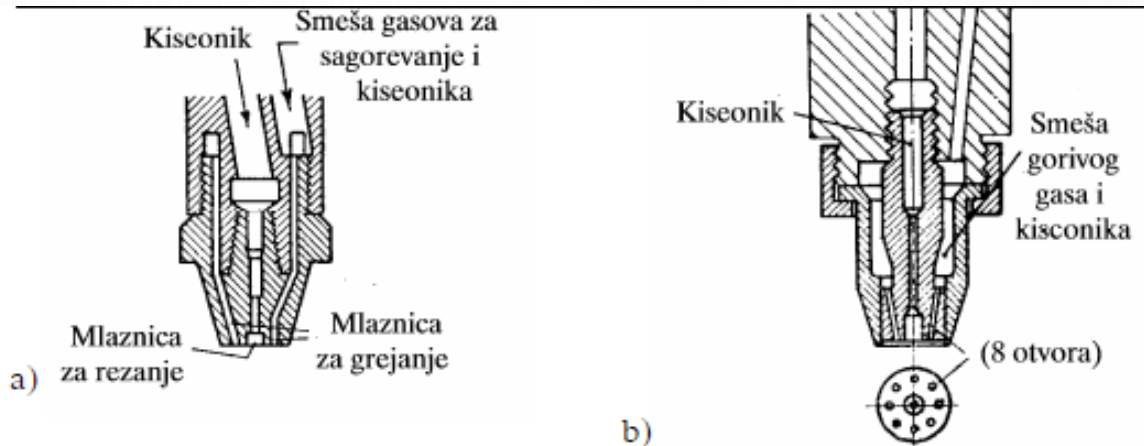 Kiseonik
Smeša gasova za
sagorevanje i
kiseonika
Mlaznica
za rezanje
Mlaznica
za grejanje
a)
Kiseonik
Smeša
gorivog
gasa i
kisconika
(8 otvora)
b)